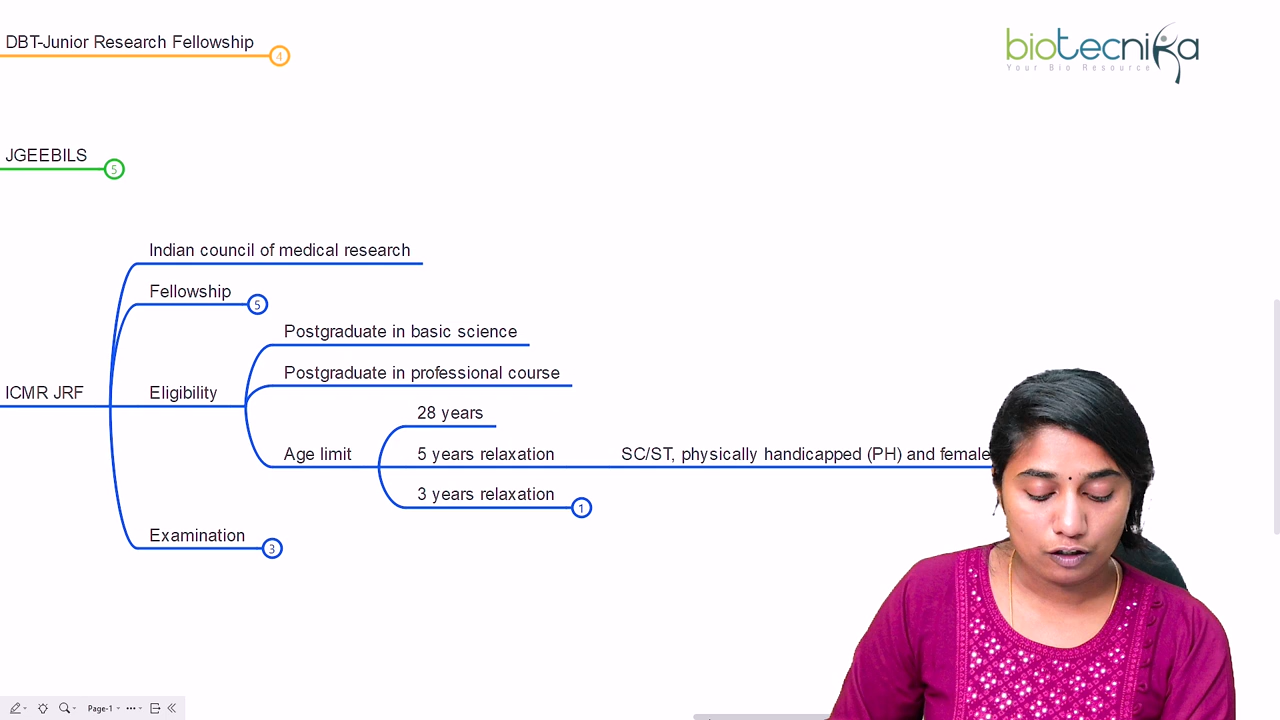 DBT-Junior Research Fellowship
4
biotecnika
Your Bio Resource
JGEEBILS
5
Indian council of medical research
Fellowship
5
Postgraduate in basic science
Postgraduate in professional course
ICMR JRF
Eligibility
28 years
Age limit
5 years relaxation
SC/ST, physically handicapped (PH) and female
3 years relaxation
1
Examination
3
Page-1